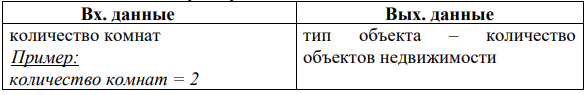 Вх. данные
Вых. данные
количество комнат
Пример:
количество комнат = 2
тип объекта – количество
объектов недвижимости